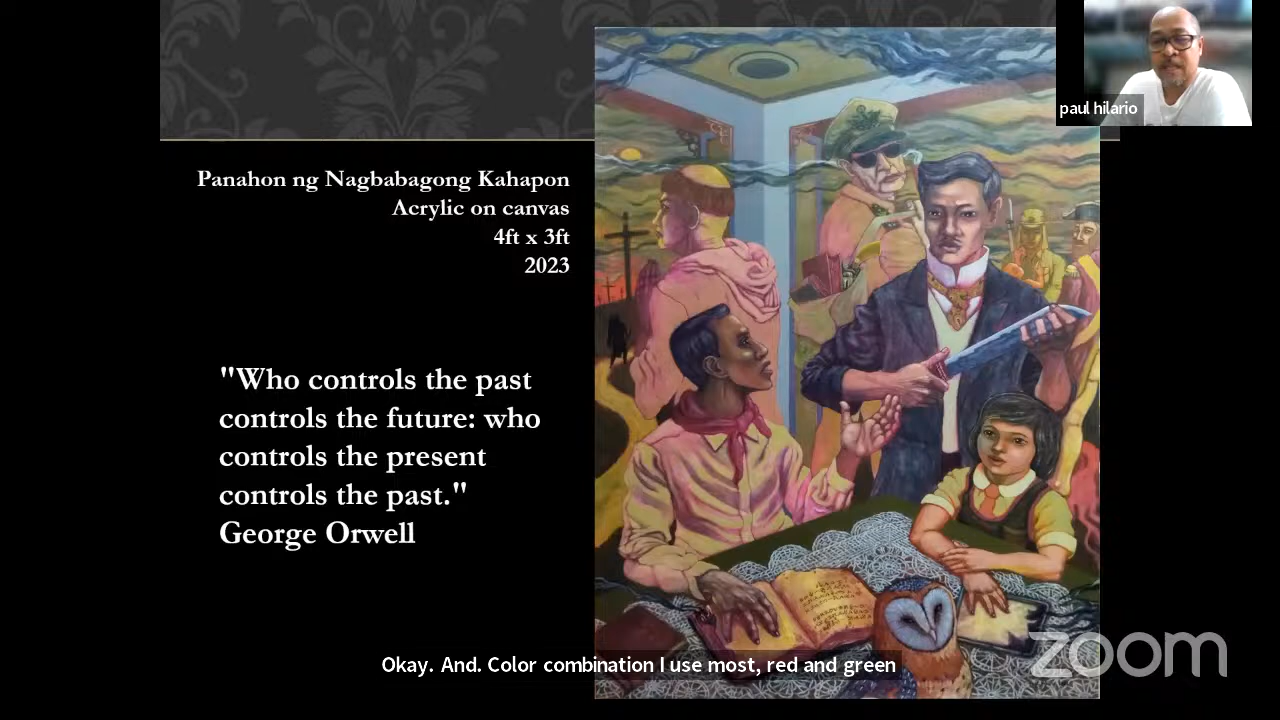 paul hilario
Panahon ng Nagbabagong Kahapon
Acrylic on canvas
4ft x 3ft
2023
"Who controls the past
controls the future: who
controls the present
controls the past."
George Orwell
Okay. And. Color combination I use most, red and green
zoom